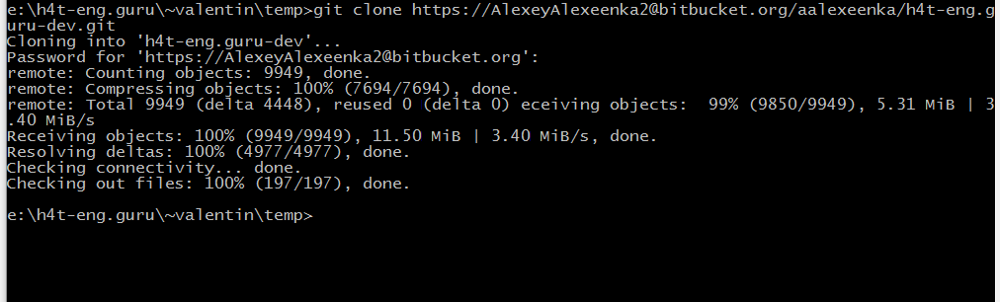 e:\h4t-eng.guru\~valentin\temp>git clone https://AlexeyAlexeenka2@bitbucket.org/aalexeenka/h4t-eng.g
uru-dev.git
Cloning into 'h4t-eng.guru-dev'...
Password for 'https://AlexeyAlexeenka2@bitbucket.org':
remote: Counting objects: 9949, done.
remote: Compressing objects: 100% (7694/7694), done.
remote: Total 9949 (delta 4448), reused 0 (delta 0) eceiving objects:  99% (9850/9949), 5.31 MiB | 3
.40 MiB/s
Receiving objects: 100% (9949/9949), 11.50 MiB | 3.40 MiB/s, done.
Resolving deltas: 100% (4977/4977), done.
Checking connectivity... done.
Checking out files: 100% (197/197), done.
e:\h4t-eng.guru\~valentin\temp>